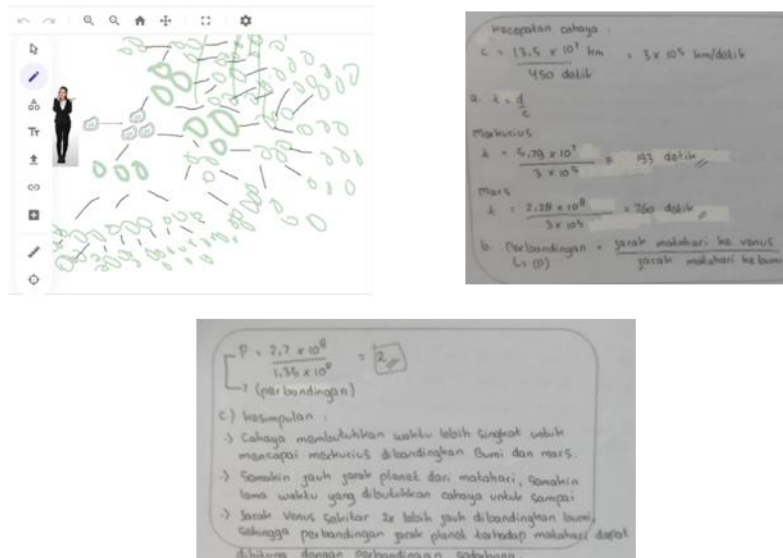 Tr
Kecepatan cahaya :
c = 13.5 x 10⁷ km = 3 x 10⁵ km/detik
450 detik
a. t = d
c
Merkurius
t = 5,79 x 10⁷ = 193 detik
3 x 10⁵
Mars
t = 2,28 x 10⁸ = 760 detik
3 x 10⁵
b. Perbandingan = jarak matahari ke venus
↳ (P) jarak matahari ke bumi
P = 2,7 x 10⁸ = 2
1,35 x 10⁸
→ (perbandingan)
c.) kesimpulan :
·) Cahaya membutuhkan waktu lebih singkat untuk
mencapai merkurius dibandingkan Bumi dan mars.
·) Semakin jauh jarak planet dari matahari, semakin
lama waktu yang dibutuhkan cahaya untuk sampai
·) Jarak Venus sekitar 2x lebih jauh dibandingkan bumi,
sehingga perbandingan jarak planet terhadap matahari dapat
dihitung dengan perbandingan sederhana.